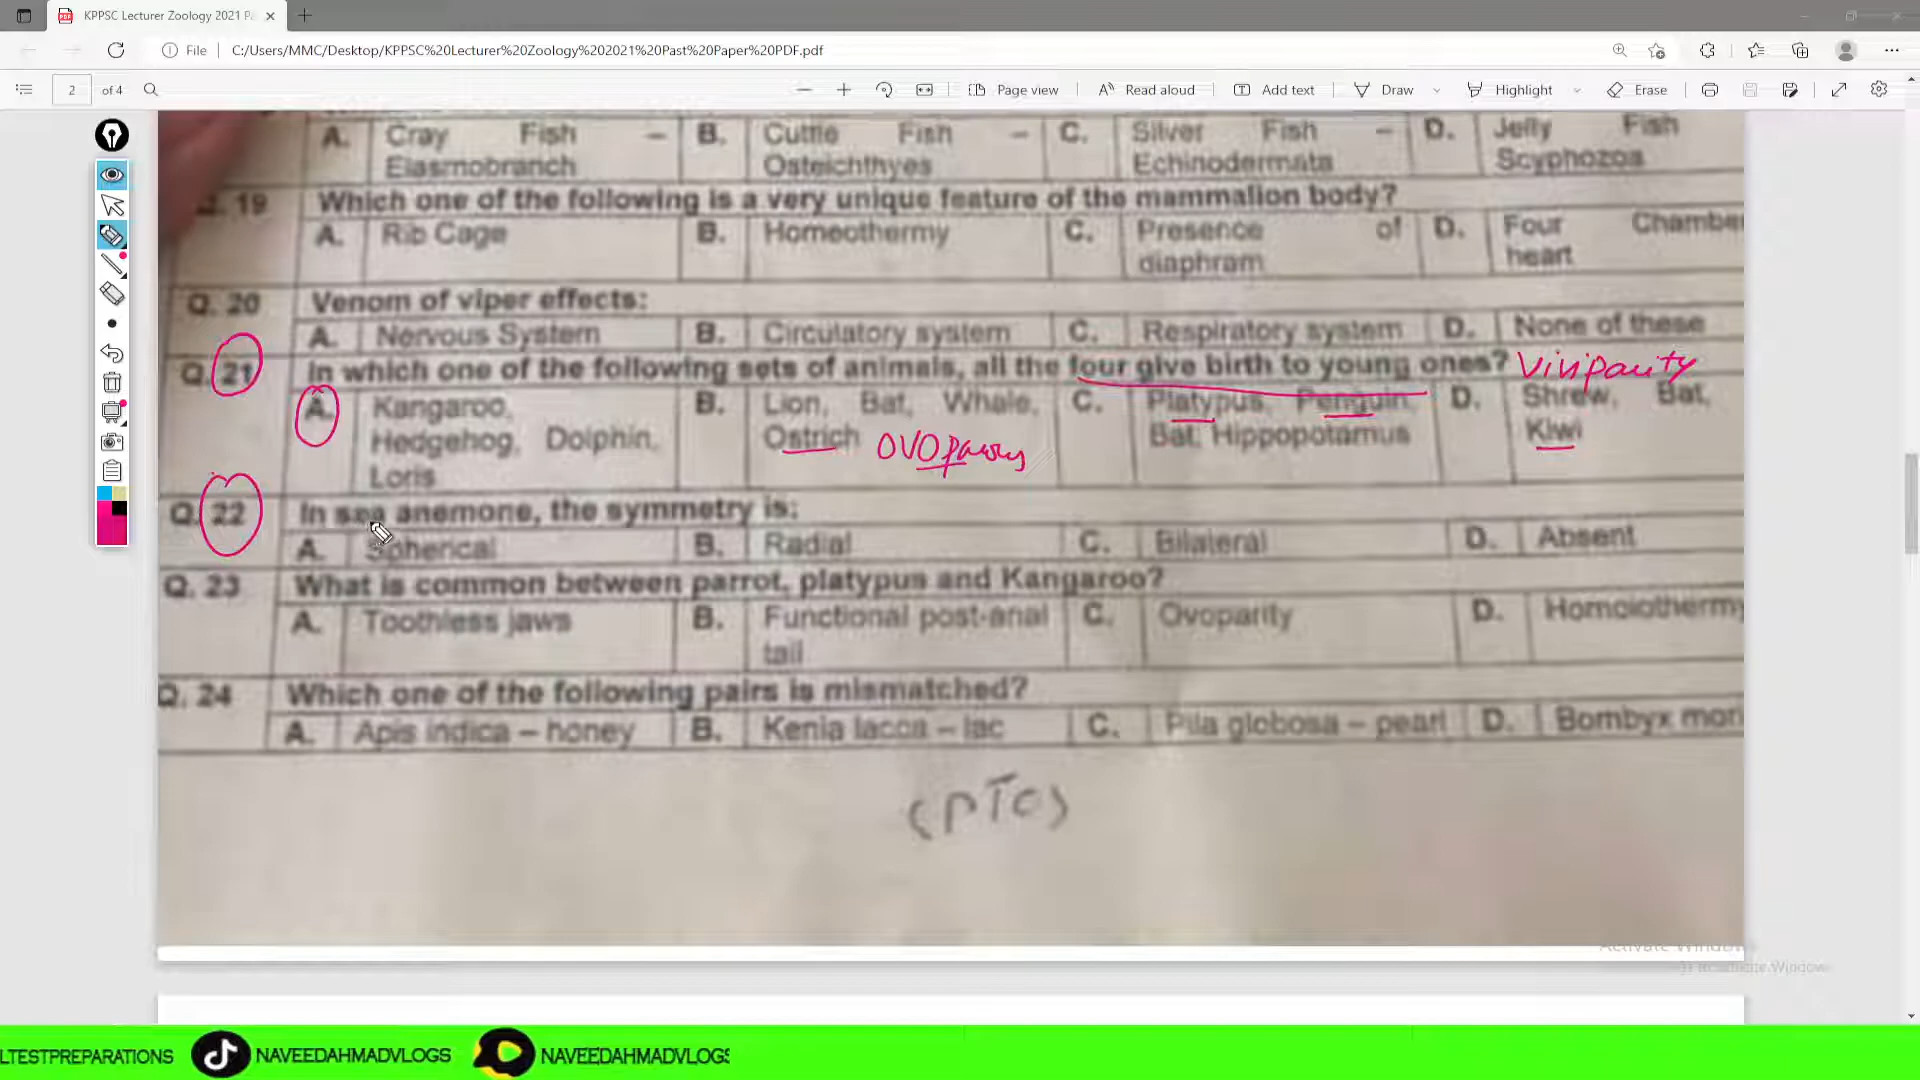 KPPSC Lecturer Zoology 2021 Pa
File C:/Users/MMC/Desktop/KPPSC%20Lecturer%20Zoology%202021%20Past%20Paper%20PDF.pdf
2 of 4 Page view Read aloud Add text Draw Highlight Erase
A. Cray Fish – Elasmobranch B. Cuttle Fish – Osteichthyes C. Silver Fish – Echinodermata D. Jelly Fish Scyphozoa
Q. 19 Which one of the following is a very unique feature of the mammalion body?
A. Rib Cage B. Homeothermy C. Presence of diaphram D. Four Chamber heart
Q. 20 Venom of viper effects:
A. Nervous System B. Circulatory system C. Respiratory system D. None of these
Q. 21 In which one of the following sets of animals, all the four give birth to young ones? Viviparity
A. Kangaroo, Hedgehog, Dolphin, Loris B. Lion, Bat, Whale, Ostrich C. Platypus, Penguin, Bat, Hippopotamus D. Shrew, Bat, Kiwi
Q. 22 In sea anemone, the symmetry is:
A. Spherical B. Radial C. Bilateral D. Absent
Q. 23 What is common between parrot, platypus and Kangaroo?
A. Toothless jaws B. Functional post-anal tail C. Ovoparity D. Homoiothermy
Q. 24 Which one of the following pairs is mismatched?
A. Apis indica – honey B. Kenia lacca – lac C. Pila globosa – pearl D. Bombyx mori
(PTC)
LTESTPREPARATIONS NAVEEDAHMADVLOGS NAVEEDAHMADVLOGS